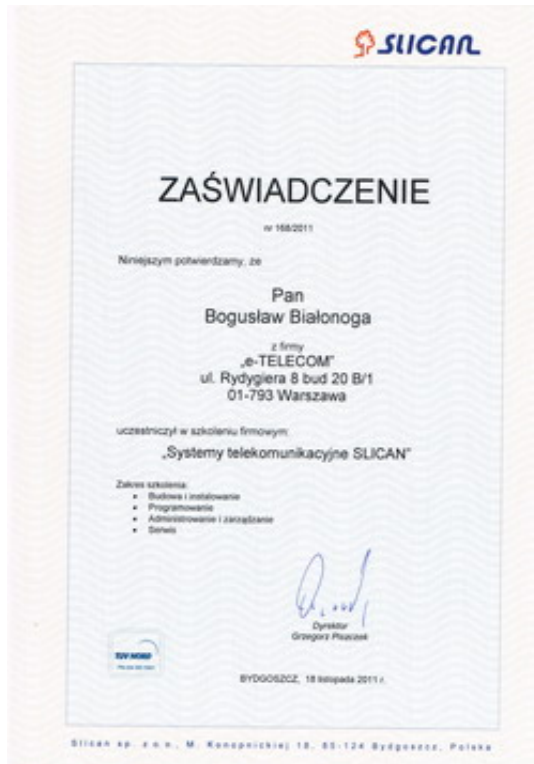 SLICAN
ZAŚWIADCZENIE
nr 168/2011
Niniejszym potwierdzamy, że
Pan
Bogusław Białonoga
z firmy
„e-TELECOM”
ul. Rydygiera 8 bud 20 B/1
01-793 Warszawa
uczestniczył w szkoleniu firmowym:
„Systemy telekomunikacyjne SLICAN”
Zakres szkolenia:
• Budowa i instalowanie
• Programowanie
• Administrowanie i zarządzanie
• Serwis
Dyrektor
Grzegorz Pisaczek
TÜV NORD
BYDGOSZCZ, 18 listopada 2011 r.
Slican sp. z o.o., M. Konopnickiej 18, 85-124 Bydgoszcz, Polska